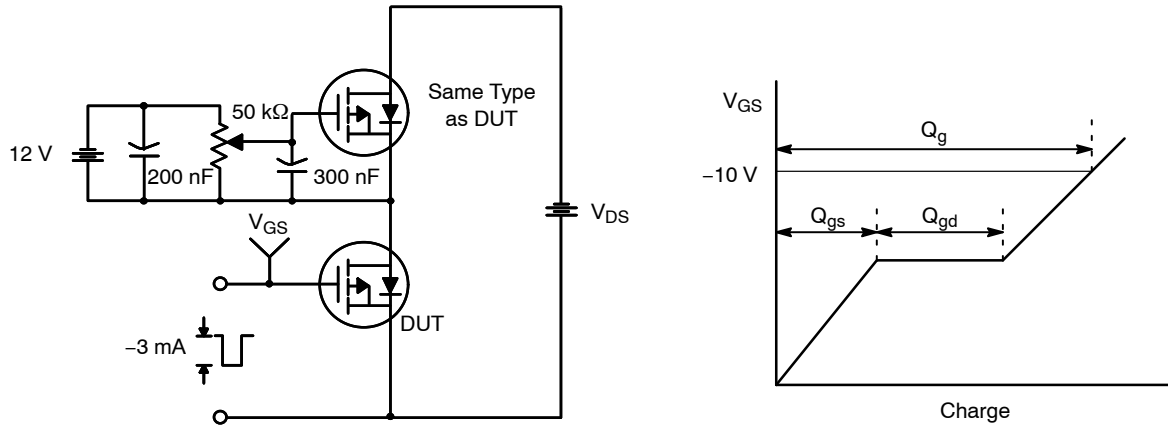 12 V
200 nF
50 kΩ
300 nF
Same Type
as DUT
V_DS
V_GS
DUT
−3 mA
V_GS
−10 V
Q_g
Q_gs
Q_gd
Charge